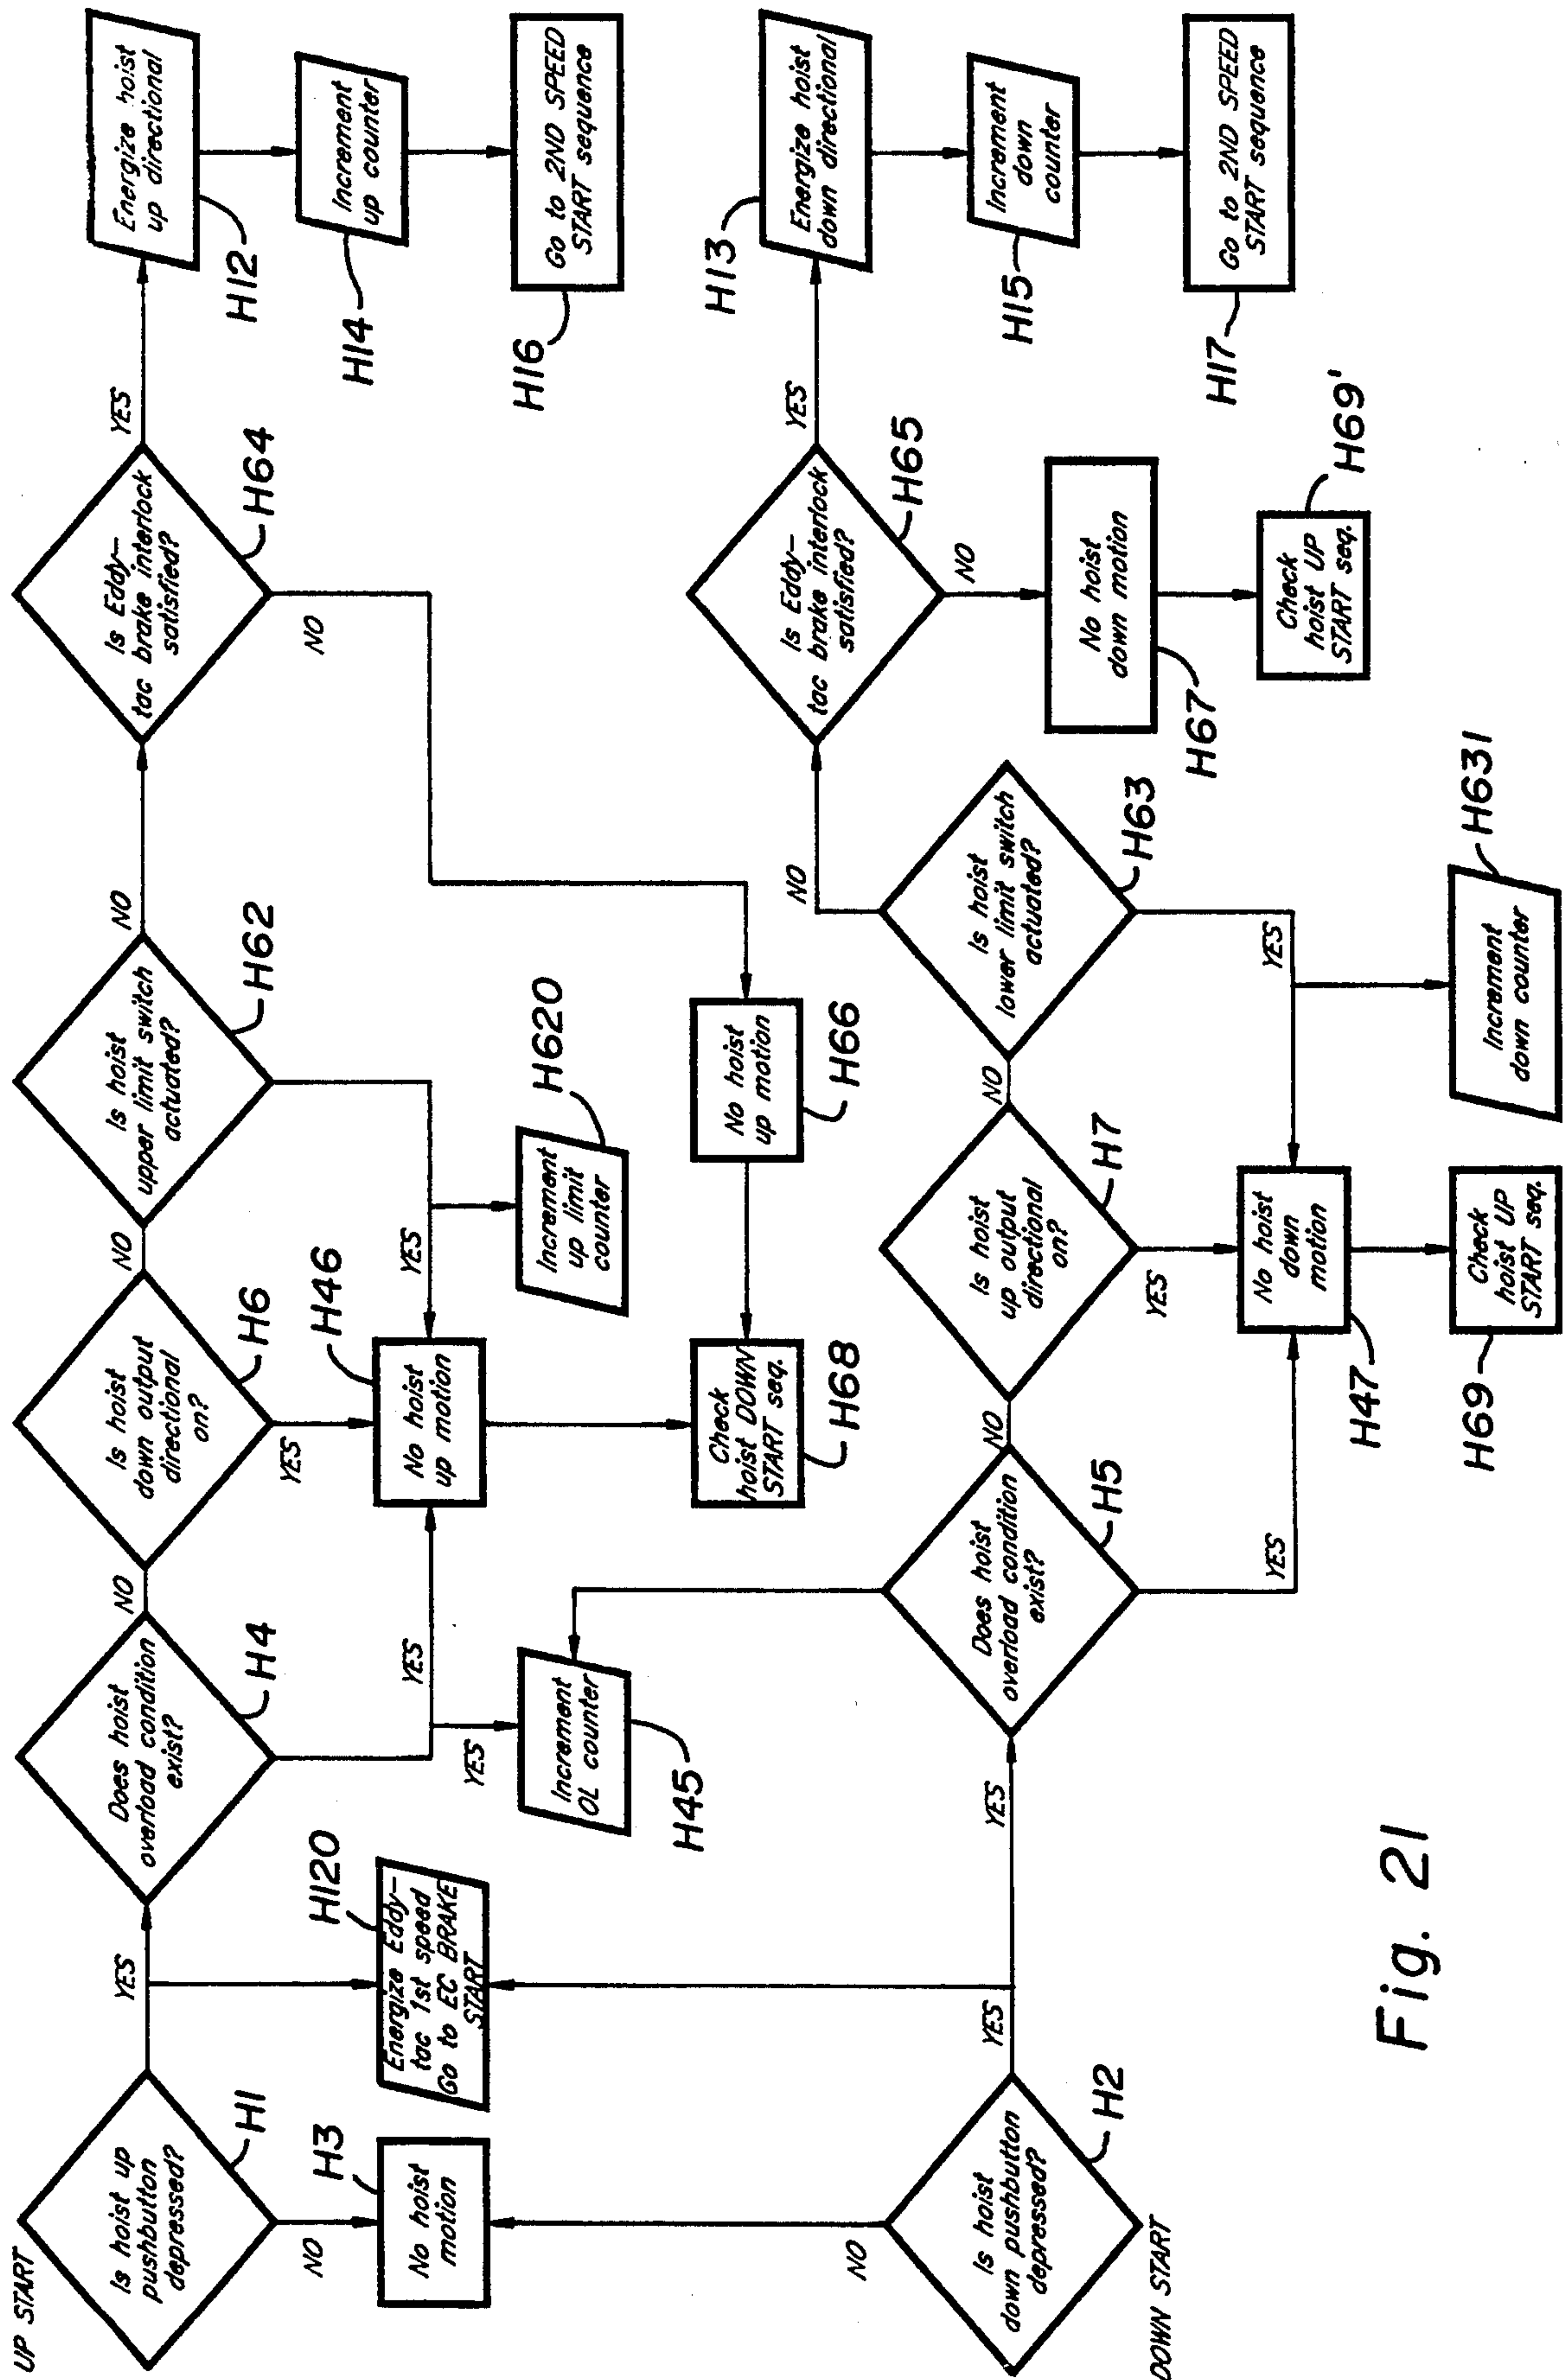 UP START
Is hoist up
pushbutton
depressed?
H1
YES
NO
H3
No hoist
motion
H120
Energize Eddy-
tac 1st speed
Go to EC BRAKE
START
Does hoist
overload condition
exist?
H4
NO
YES
YES
Increment
OL counter
H45
Is hoist
down output
directional
on?
H6
NO
YES
H46
No hoist
up motion
Is hoist
upper limit switch
actuated?
H62
NO
YES
Increment
up limit
counter
H620
Check
hoist DOWN
START seq.
H68
No hoist
up motion
H66
Is Eddy-
tac brake interlock
satisfied?
H64
YES
NO
Energize hoist
up directional
H12
Increment
up counter
H14
Go to 2ND SPEED
START sequence
H16
DOWN START
Is hoist
down pushbutton
depressed?
H2
NO
YES
YES
Does hoist
overload condition
exist?
H5
NO
YES
Is hoist
up output
directional
on?
H7
NO
YES
No hoist
down
motion
H47
Check
hoist UP
START seq.
H69
Is hoist
lower limit switch
actuated?
H63
NO
YES
Increment
down counter
H631
Is Eddy-
tac brake interlock
satisfied?
H65
YES
NO
No hoist
down motion
H67
Check
hoist UP
START seq.
H69'
Energize hoist
down directional
H13
Increment
down
counter
H15
Go to 2ND SPEED
START sequence
H17
Fig. 21